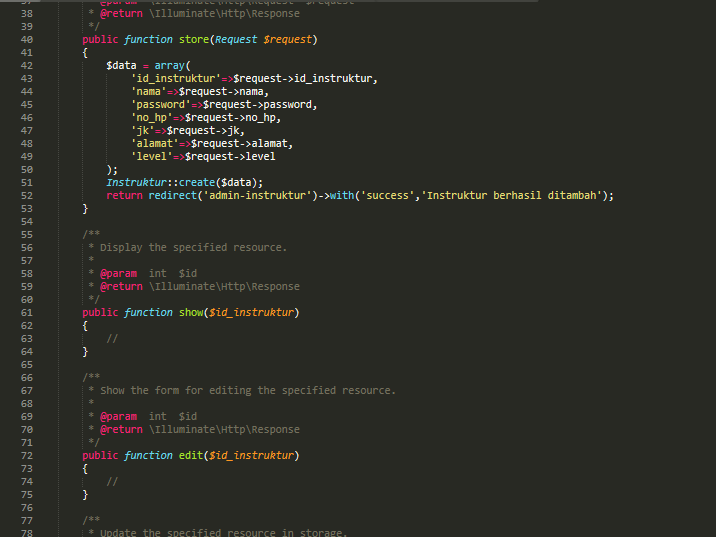 37 * @param \Illuminate\Http\Request $request
38 * @return \Illuminate\Http\Response
39 */
40 public function store(Request $request)
41 {
42 $data = array(
43 'id_instruktur'=>$request->id_instruktur,
44 'nama'=>$request->nama,
45 'password'=>$request->password,
46 'no_hp'=>$request->no_hp,
47 'jk'=>$request->jk,
48 'alamat'=>$request->alamat,
49 'level'=>$request->level
50 );
51 Instruktur::create($data);
52 return redirect('admin-instruktur')->with('success','Instruktur berhasil ditambah');
53 }
54
55 /**
56 * Display the specified resource.
57 *
58 * @param int $id
59 * @return \Illuminate\Http\Response
60 */
61 public function show($id_instruktur)
62 {
63 //
64 }
65
66 /**
67 * Show the form for editing the specified resource.
68 *
69 * @param int $id
70 * @return \Illuminate\Http\Response
71 */
72 public function edit($id_instruktur)
73 {
74 //
75 }
76
77 /**
78 * Update the specified resource in storage.